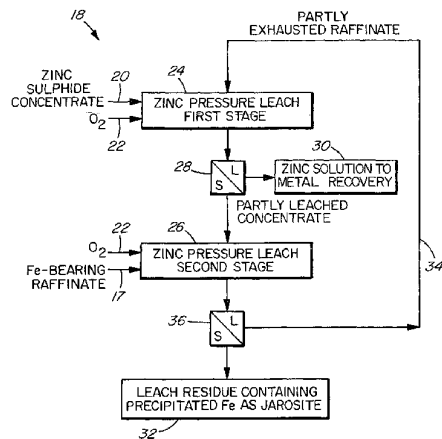 18
PARTLY
EXHAUSTED RAFFINATE
ZINC
SULPHIDE
CONCENTRATE
20
O2
22
24
ZINC PRESSURE LEACH
FIRST STAGE
28
S L
30
ZINC SOLUTION TO
METAL RECOVERY
PARTLY LEACHED
CONCENTRATE
34
22
O2
26
ZINC PRESSURE LEACH
SECOND STAGE
Fe-BEARING
RAFFINATE
17
36
S L
LEACH RESIDUE CONTAINING
PRECIPITATED Fe AS JAROSITE
32